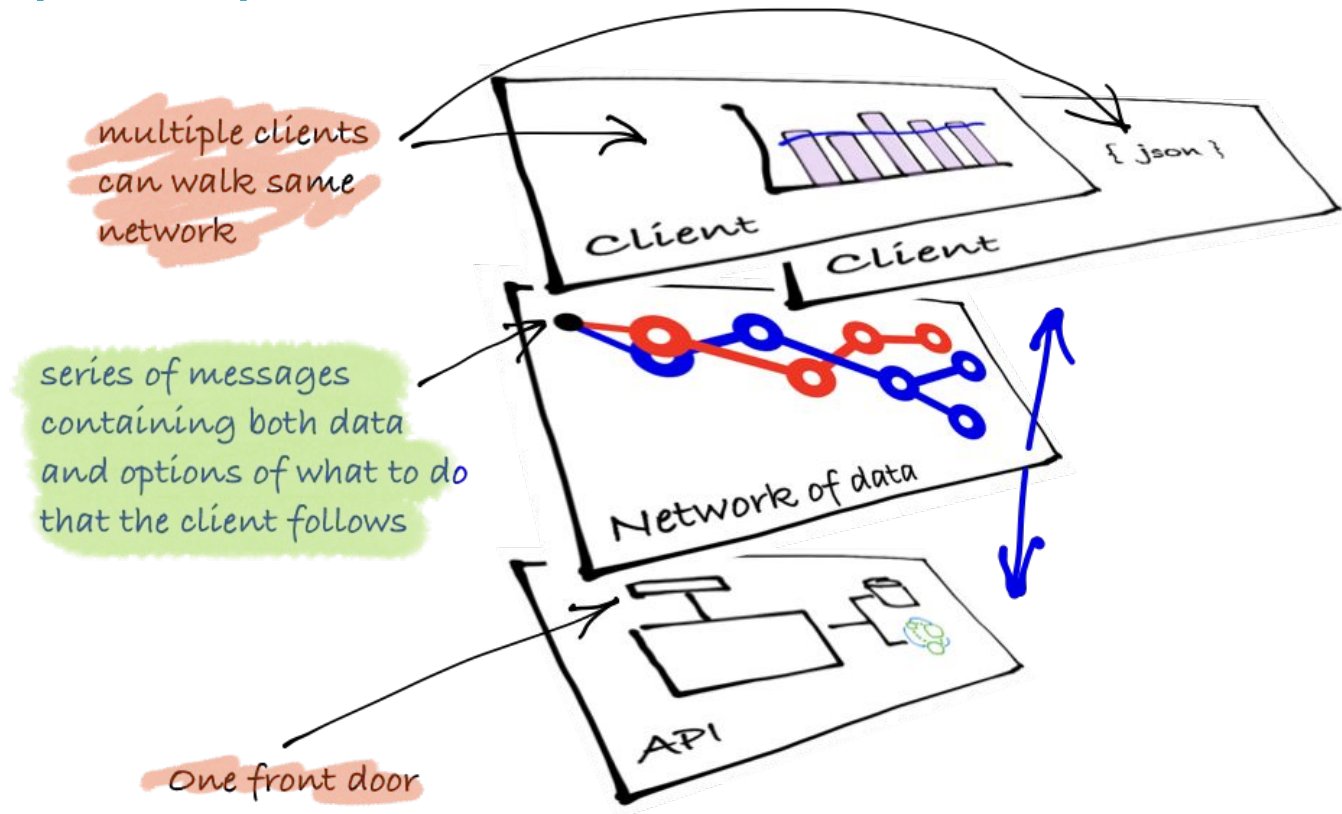 multiple clients
can walk same
network
{ json }
Client
Client
series of messages
containing both data
and options of what to do
that the client follows
Network of data
API
One front door